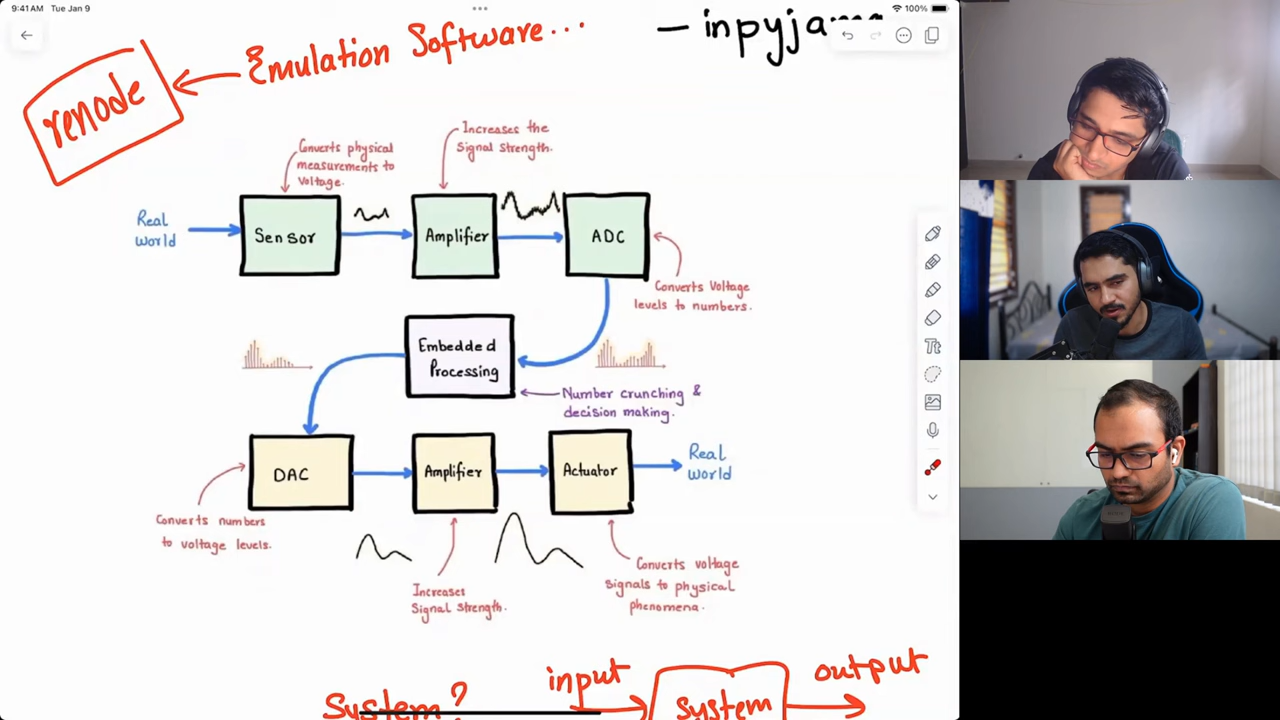 9:41 AM Tue Jan 9
100%
Emulation Software...
renode
Converts physical
measurements to
Voltage.
Increases the
Signal strength.
Real
world
Sensor
Amplifier
ADC
Converts Voltage
levels to numbers.
Embedded
Processing
Number crunching &
decision making.
DAC
Amplifier
Actuator
Real
world
Converts numbers
to voltage levels.
Increases
Signal strength.
Converts voltage
signals to physical
phenomena.
System?
input
system
output
Tt